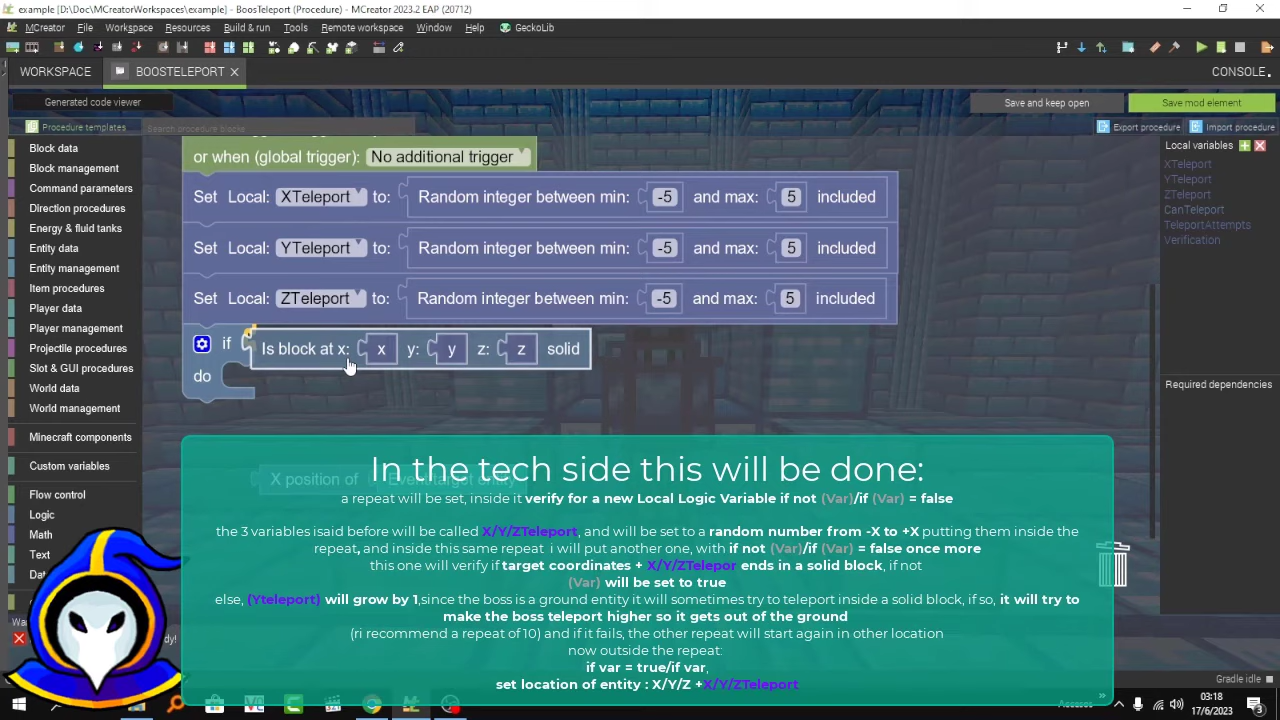 example [D:\Doc\MCreatorWorkspaces\example] - BoosTeleport (Procedure) - MCreator 2023.2 EAP (20712)
MCreator File Workspace Resources Build & run Tools Remote workspace Window Help GeckoLib
WORKSPACE BOOSTELEPORT CONSOLE
Generated code viewer Save and keep open Save mod element
Procedure templates Search procedure blocks Export procedure Import procedure
Local variables
XTeleport
YTeleport
ZTeleport
CanTeleport
TeleportAttempts
Verification
Required dependencies
Block data
Block management
Command parameters
Direction procedures
Energy & fluid tanks
Entity data
Entity management
Item procedures
Player data
Player management
Projectile procedures
Slot & GUI procedures
World data
World management
Minecraft components
Custom variables
Flow control
Logic
Math
Text
or when (global trigger): No additional trigger
Set Local: XTeleport to: Random integer between min: -5 and max: 5 included
Set Local: YTeleport to: Random integer between min: -5 and max: 5 included
Set Local: ZTeleport to: Random integer between min: -5 and max: 5 included
if Is block at x: x y: y z: z solid
do
X position of Event/target entity
In the tech side this will be done:
a repeat will be set, inside it verify for a new Local Logic Variable if not (Var)/if (Var) = false
the 3 variables isaid before will be called X/Y/ZTeleport, and will be set to a random number from -X to +X putting them inside the
repeat, and inside this same repeat i will put another one, with if not (Var)/if (Var) = false once more
this one will verify if target coordinates + X/Y/ZTelepor ends in a solid block, if not
(Var) will be set to true
else, (Yteleport) will grow by 1,since the boss is a ground entity it will sometimes try to teleport inside a solid block, if so, it will try to
make the boss teleport higher so it gets out of the ground
(ri recommend a repeat of 10) and if it fails, the other repeat will start again in other location
now outside the repeat:
if var = true/if var,
set location of entity : X/Y/Z +X/Y/ZTeleport
Gradle idle
03:18
17/6/2023